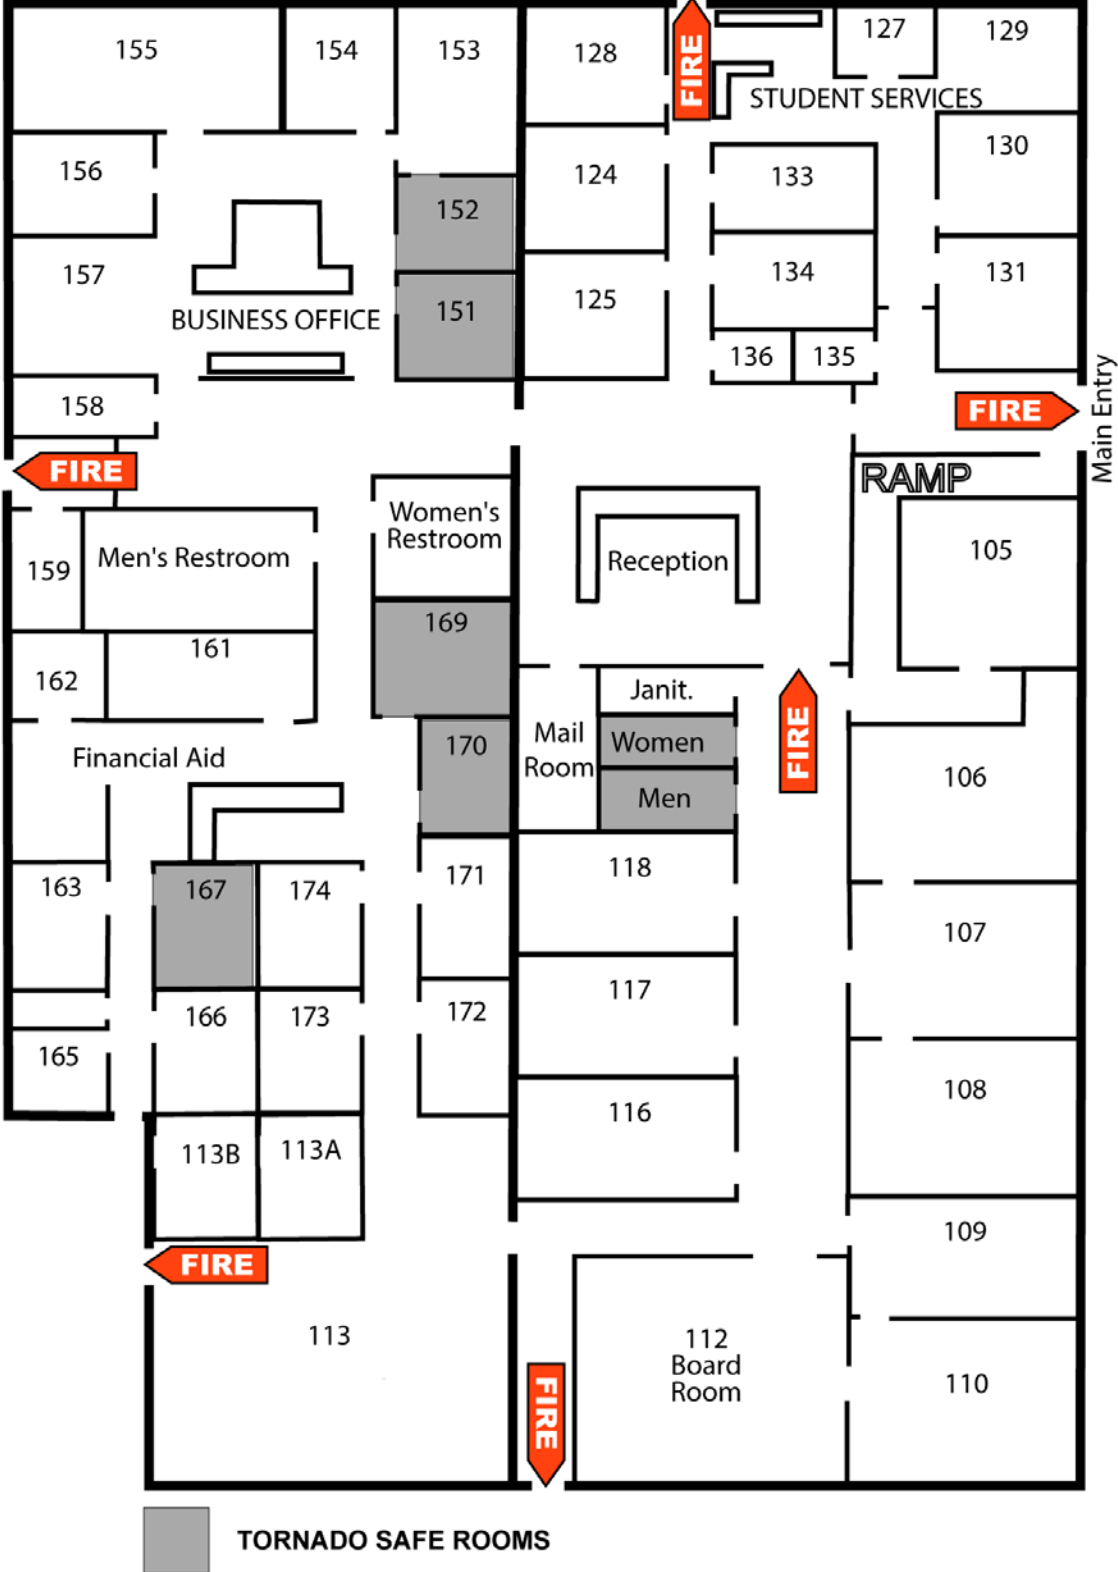 155
154
153
128
FIRE
127
129
STUDENT SERVICES
156
152
124
133
130
157
151
125
134
131
BUSINESS OFFICE
136
135
158
FIRE
Main Entry
FIRE
RAMP
Women's
Restroom
159
Men's Restroom
Reception
105
169
161
162
Janit.
Financial Aid
170
Mail
Room
Women
Men
FIRE
106
163
167
174
171
118
107
166
173
172
117
165
108
113B
113A
116
109
FIRE
113
112
Board
Room
110
FIRE
TORNADO SAFE ROOMS